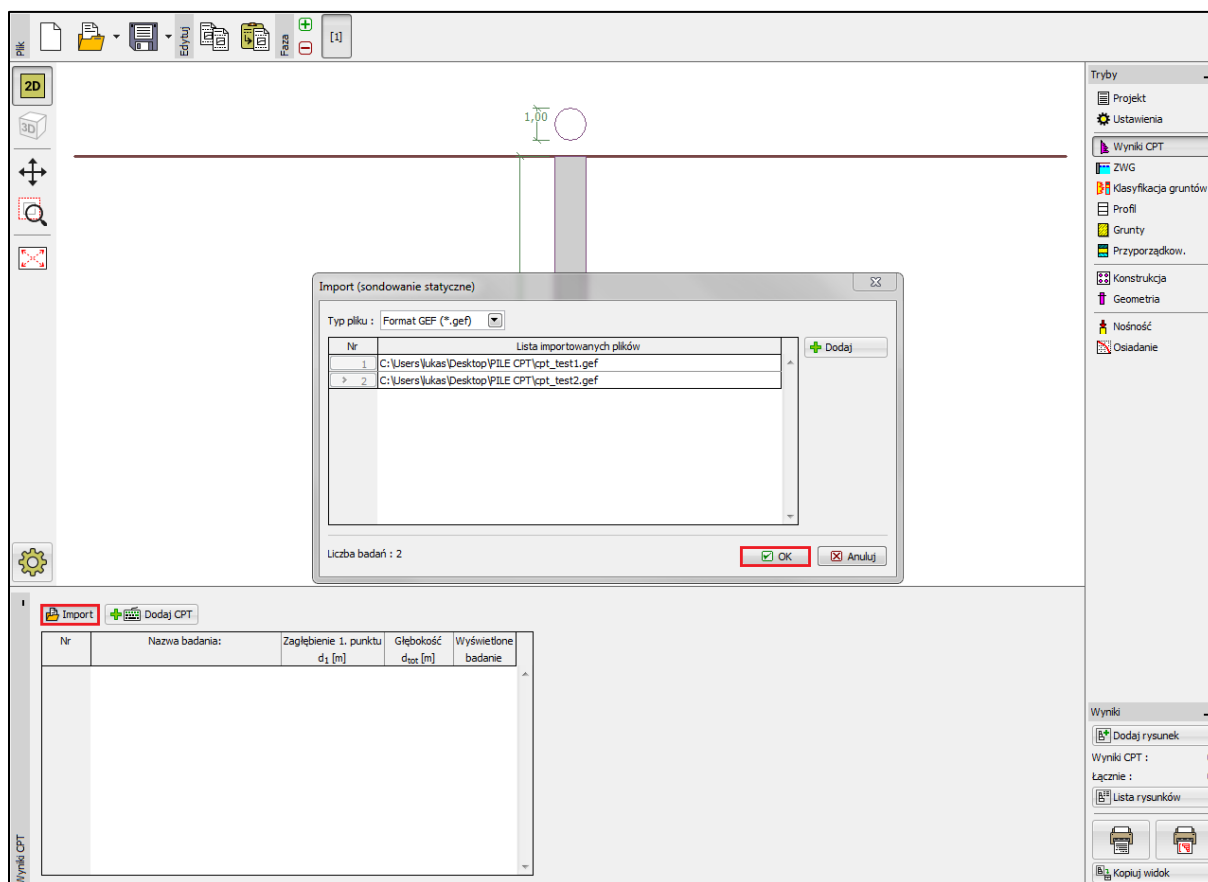 Plik
Edytuj
Faza
[1]
2D
3D
1,00
Tryby
Projekt
Ustawienia
Wyniki CPT
ZWG
Klasyfikacja gruntów
Profil
Grunty
Przyporządkow.
Konstrukcja
Geometria
Nośność
Osiadanie
Import (sondowanie statyczne)
Typ pliku : Format GEF (*.gef)
Nr Lista importowanych plików
Dodaj
1 C:\Users\lukas\Desktop\PILE CPT\cpt_test1.gef
> 2 C:\Users\lukas\Desktop\PILE CPT\cpt_test2.gef
Liczba badań : 2
OK Anuluj
Import Dodaj CPT
Nr Nazwa badania: Zagłębienie 1. punktu Głębokość Wyświetlone
d1 [m] dtot [m] badanie
Wyniki CPT
Wyniki
Dodaj rysunek
Wyniki CPT :
Łącznie :
Lista rysunków
Kopiuj widok